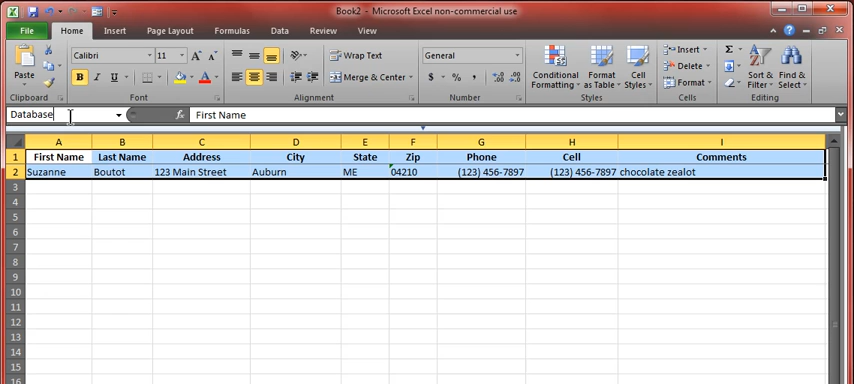 Book2 - Microsoft Excel non-commercial use
File Home Insert Page Layout Formulas Data Review View
Calibri 11 A A Wrap Text General Insert Σ
Paste B I U A Merge & Center $ % , Conditional Formatting Format as Table Cell Styles Delete Format Sort & Filter Find & Select
Clipboard Font Alignment Number Styles Cells Editing
Database fx First Name
A B C D E F G H I
1 First Name Last Name Address City State Zip Phone Cell Comments
2 Suzanne Boutot 123 Main Street Auburn ME 04210 (123) 456-7897 (123) 456-7897 chocolate zealot
3
4
5
6
7
8
9
10
11
12
13
14
15
16